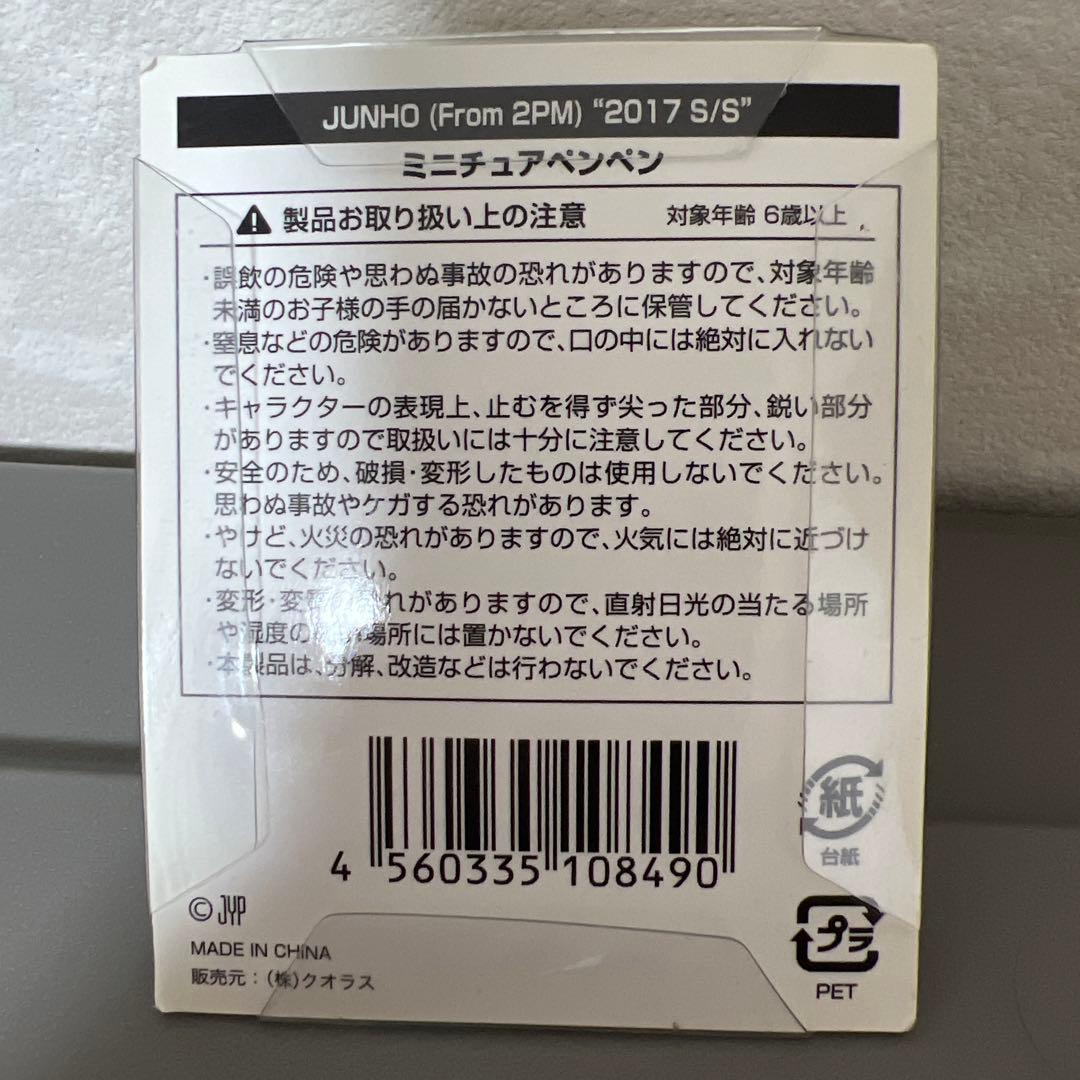 JUNHO (From 2PM) “2017 S/S”
ミニチュアペンペン
製品お取り扱い上の注意 対象年齢 6歳以上
・誤飲の危険や思わぬ事故の恐れがありますので、対象年齢
未満のお子様の手の届かないところに保管してください。
・窒息などの危険がありますので、口の中には絶対に入れない
でください。
・キャラクターの表現上、止むを得ず尖った部分、鋭い部分
がありますので取扱いには十分に注意してください。
・安全のため、破損・変形したものは使用しないでください。
思わぬ事故やケガする恐れがあります。
・やけど、火災の恐れがありますので、火気には絶対に近づけ
ないでください。
・変形・変 れがありますので、直射日光の当たる場所
や湿度の 場所には置かないでください。
・本製品は、分解、改造などは行わないでください。
4 560335 108490
紙
台紙
© JYP
MADE IN CHINA
販売元：(株)クオラス
プラ
PET